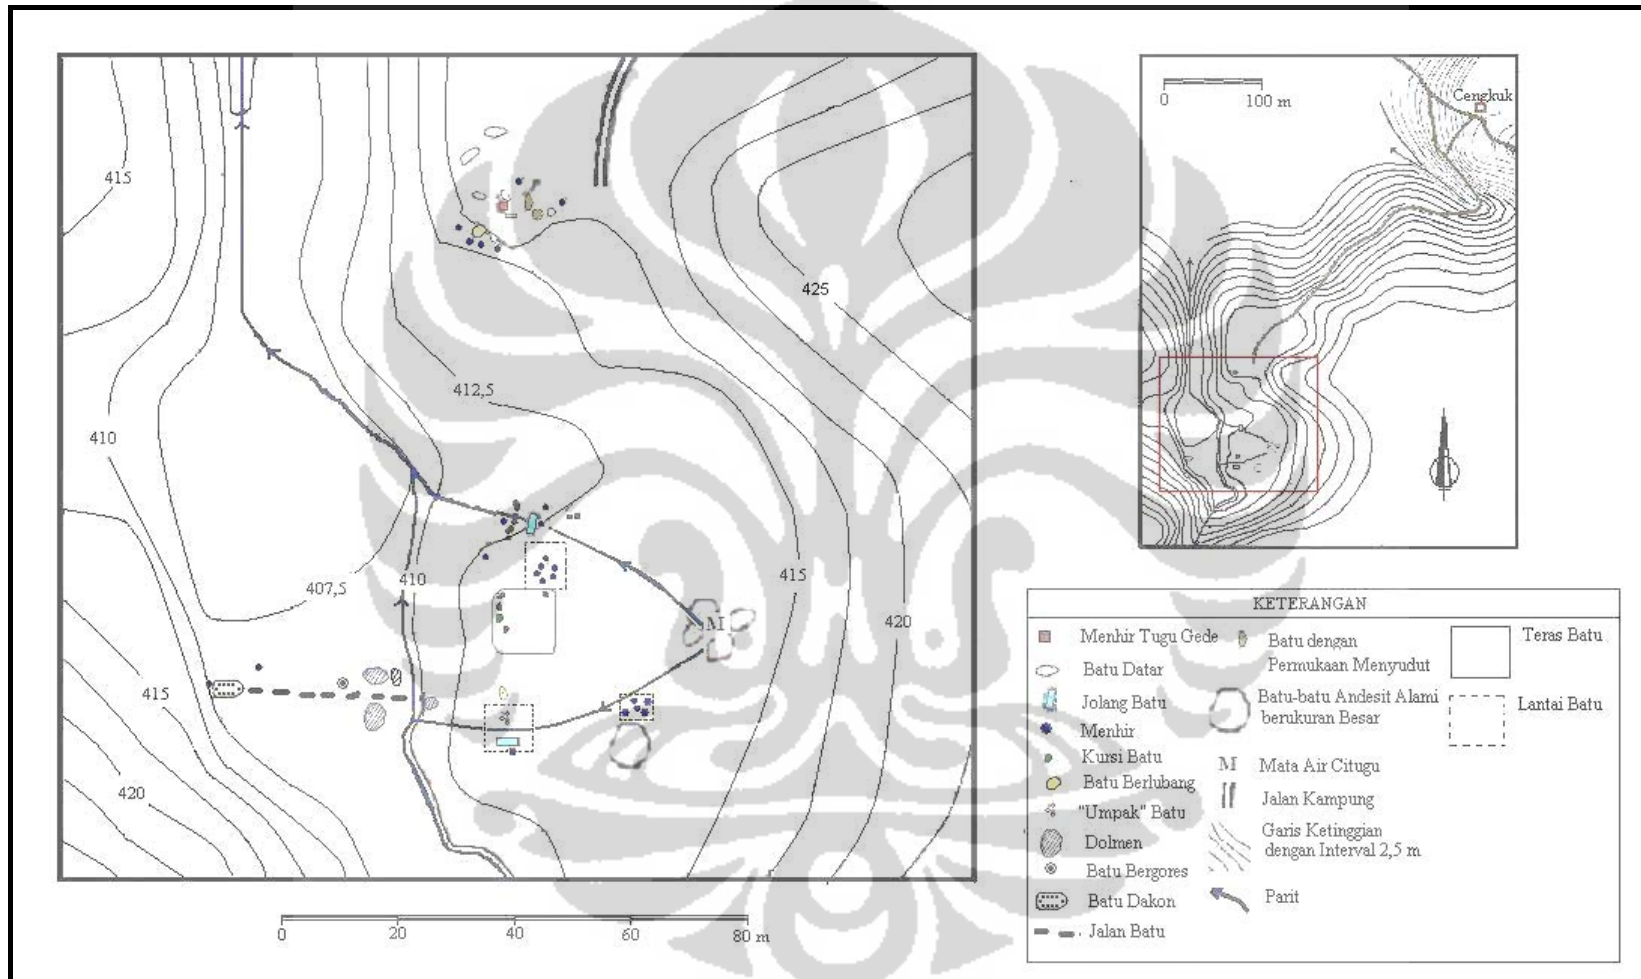 415
425
412,5
410
415
410
407,5
420
415
M
420
0 20 40 60 80 m
0 100 m
Cengkuk
KETERANGAN
Menhir Tugu Gede
Batu Datar
Jolang Batu
Menhir
Kursi Batu
Batu Berlubang
"Umpak" Batu
Dolmen
Batu Bergores
Batu Dakon
Jalan Batu
Batu dengan
Permukaan Menyudut
Batu-batu Andesit Alami
berukuran Besar
M Mata Air Citugu
Jalan Kampung
Garis Ketinggian
dengan Interval 2,5 m
Parit
Teras Batu
Lantai Batu